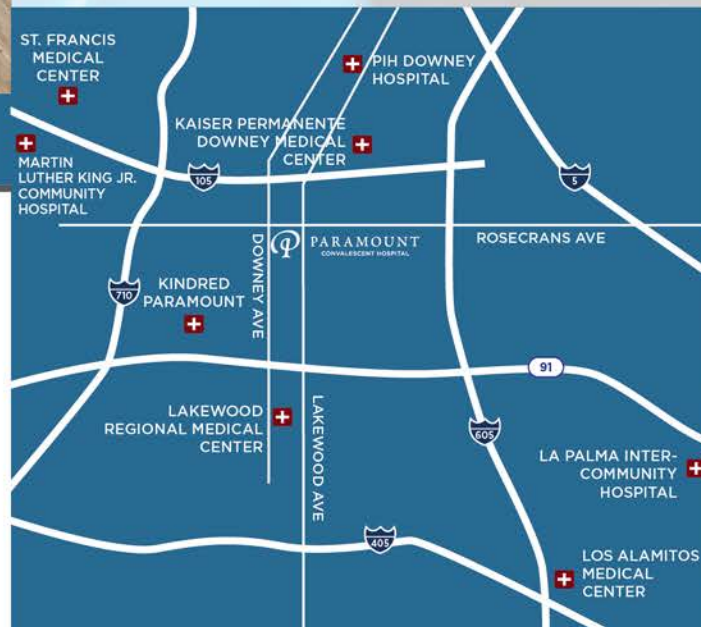 ST. FRANCIS
MEDICAL
CENTER
PIH DOWNEY
HOSPITAL
KAISER PERMANENTE
DOWNEY MEDICAL
CENTER
MARTIN
LUTHER KING JR.
COMMUNITY
HOSPITAL
105
5
DOWNEY AVE
P PARAMOUNT
CONVALESCENT HOSPITAL
ROSECRANS AVE
710
KINDRED
PARAMOUNT
91
LAKEWOOD
REGIONAL MEDICAL
CENTER
LAKEWOOD AVE
605
LA PALMA INTER-
COMMUNITY
HOSPITAL
405
LOS ALAMITOS
MEDICAL
CENTER